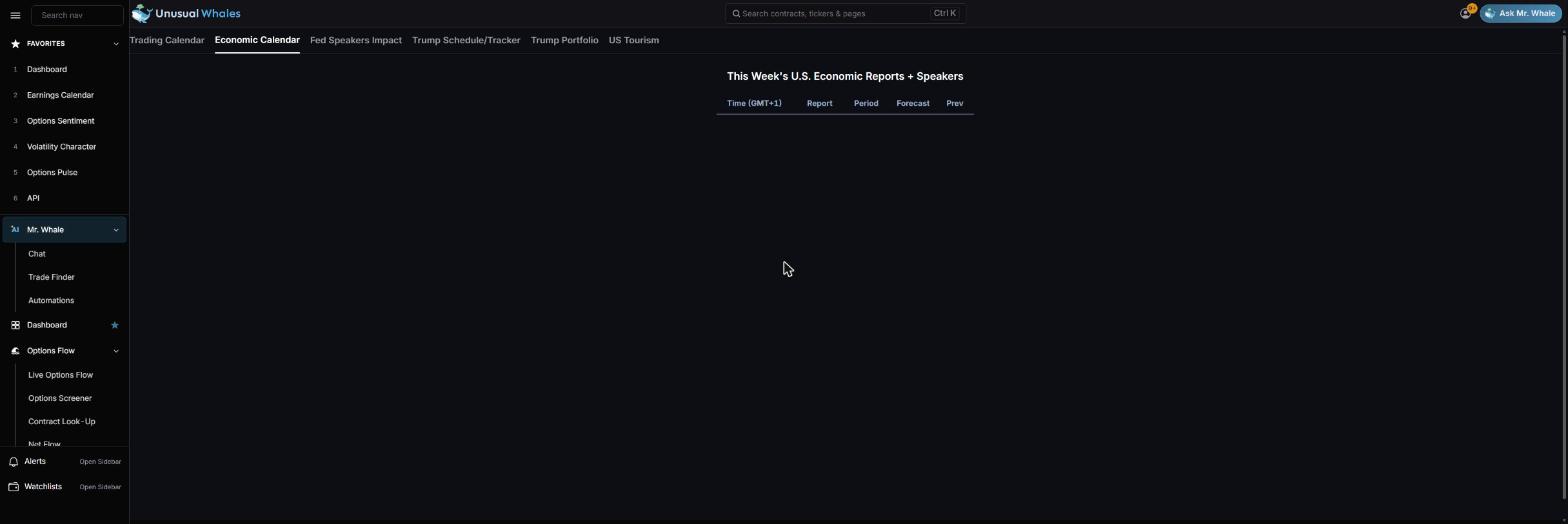 Search nav
Unusual Whales
Search contracts, tickers & pages
Ctrl K
9+
Ask Mr. Whale
FAVORITES
Trading Calendar
Economic Calendar
Fed Speakers Impact
Trump Schedule/Tracker
Trump Portfolio
US Tourism
1 Dashboard
2 Earnings Calendar
3 Options Sentiment
4 Volatility Character
5 Options Pulse
6 API
AI Mr. Whale
Chat
Trade Finder
Automations
Dashboard
Options Flow
Live Options Flow
Options Screener
Contract Look-Up
Net Flow
Alerts Open Sidebar
Watchlists Open Sidebar
This Week's U.S. Economic Reports + Speakers
Time (GMT+1) Report Period Forecast Prev